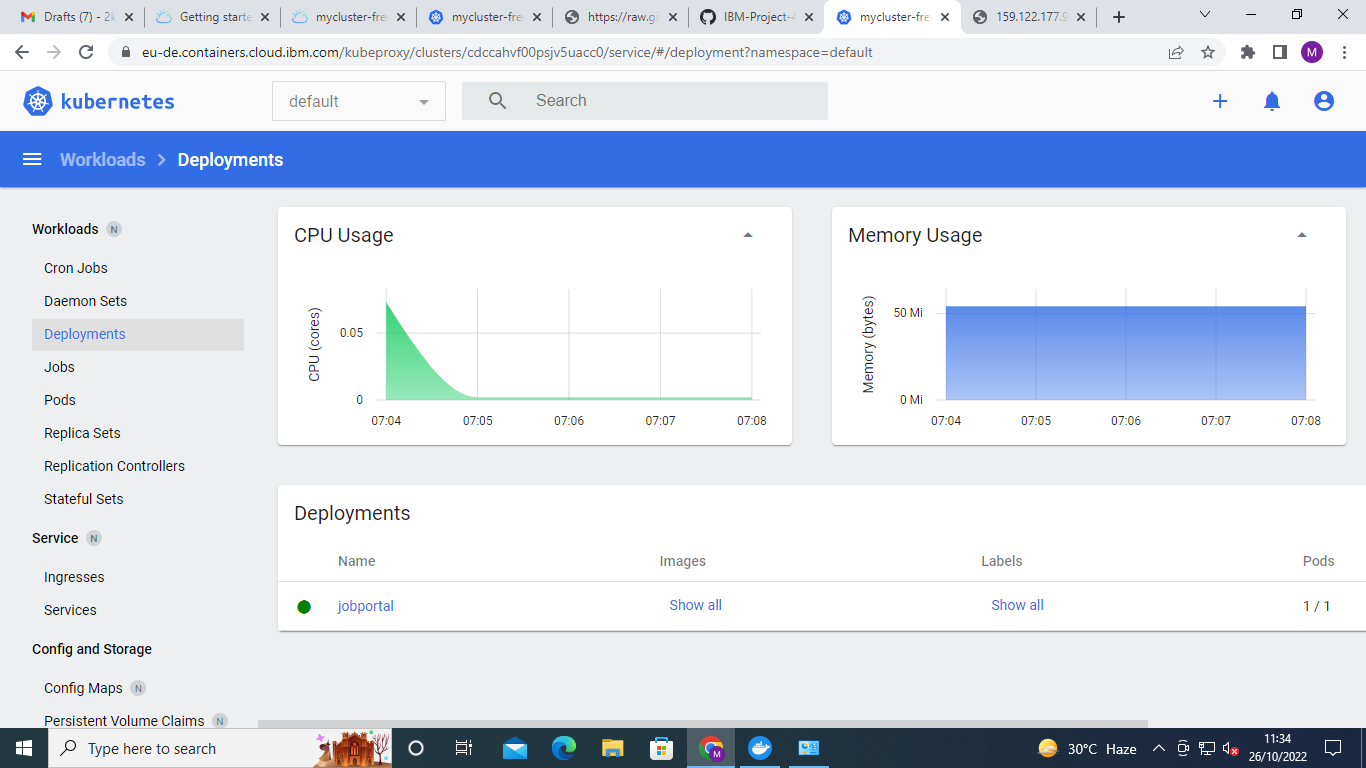 Drafts (7) - 2k
Getting starte
mycluster-free
mycluster-free
https://raw.gi
IBM-Project-4
mycluster-free
159.122.177.9
eu-de.containers.cloud.ibm.com/kubeproxy/clusters/cdccahvf00psjv5uacc0/service/#/deployment?namespace=default
M
kubernetes
default
Search
Workloads
Deployments
Workloads N
Cron Jobs
Daemon Sets
Deployments
Jobs
Pods
Replica Sets
Replication Controllers
Stateful Sets
Service N
Ingresses
Services
Config and Storage
Config Maps N
Persistent Volume Claims N
CPU Usage
CPU (cores)
0.05
0
07:04 07:05 07:06 07:07 07:08
Memory Usage
Memory (bytes)
50 Mi
0 Mi
07:04 07:05 07:06 07:07 07:08
Deployments
Name Images Labels Pods
jobportal Show all Show all 1 / 1
Type here to search
M
30°C Haze
11:34
26/10/2022